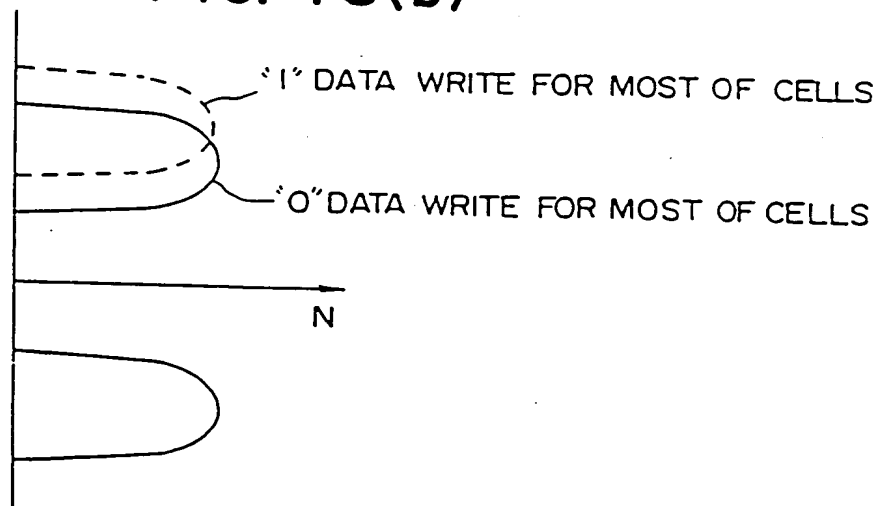 "1" DATA WRITE FOR MOST OF CELLS
"0" DATA WRITE FOR MOST OF CELLS
N